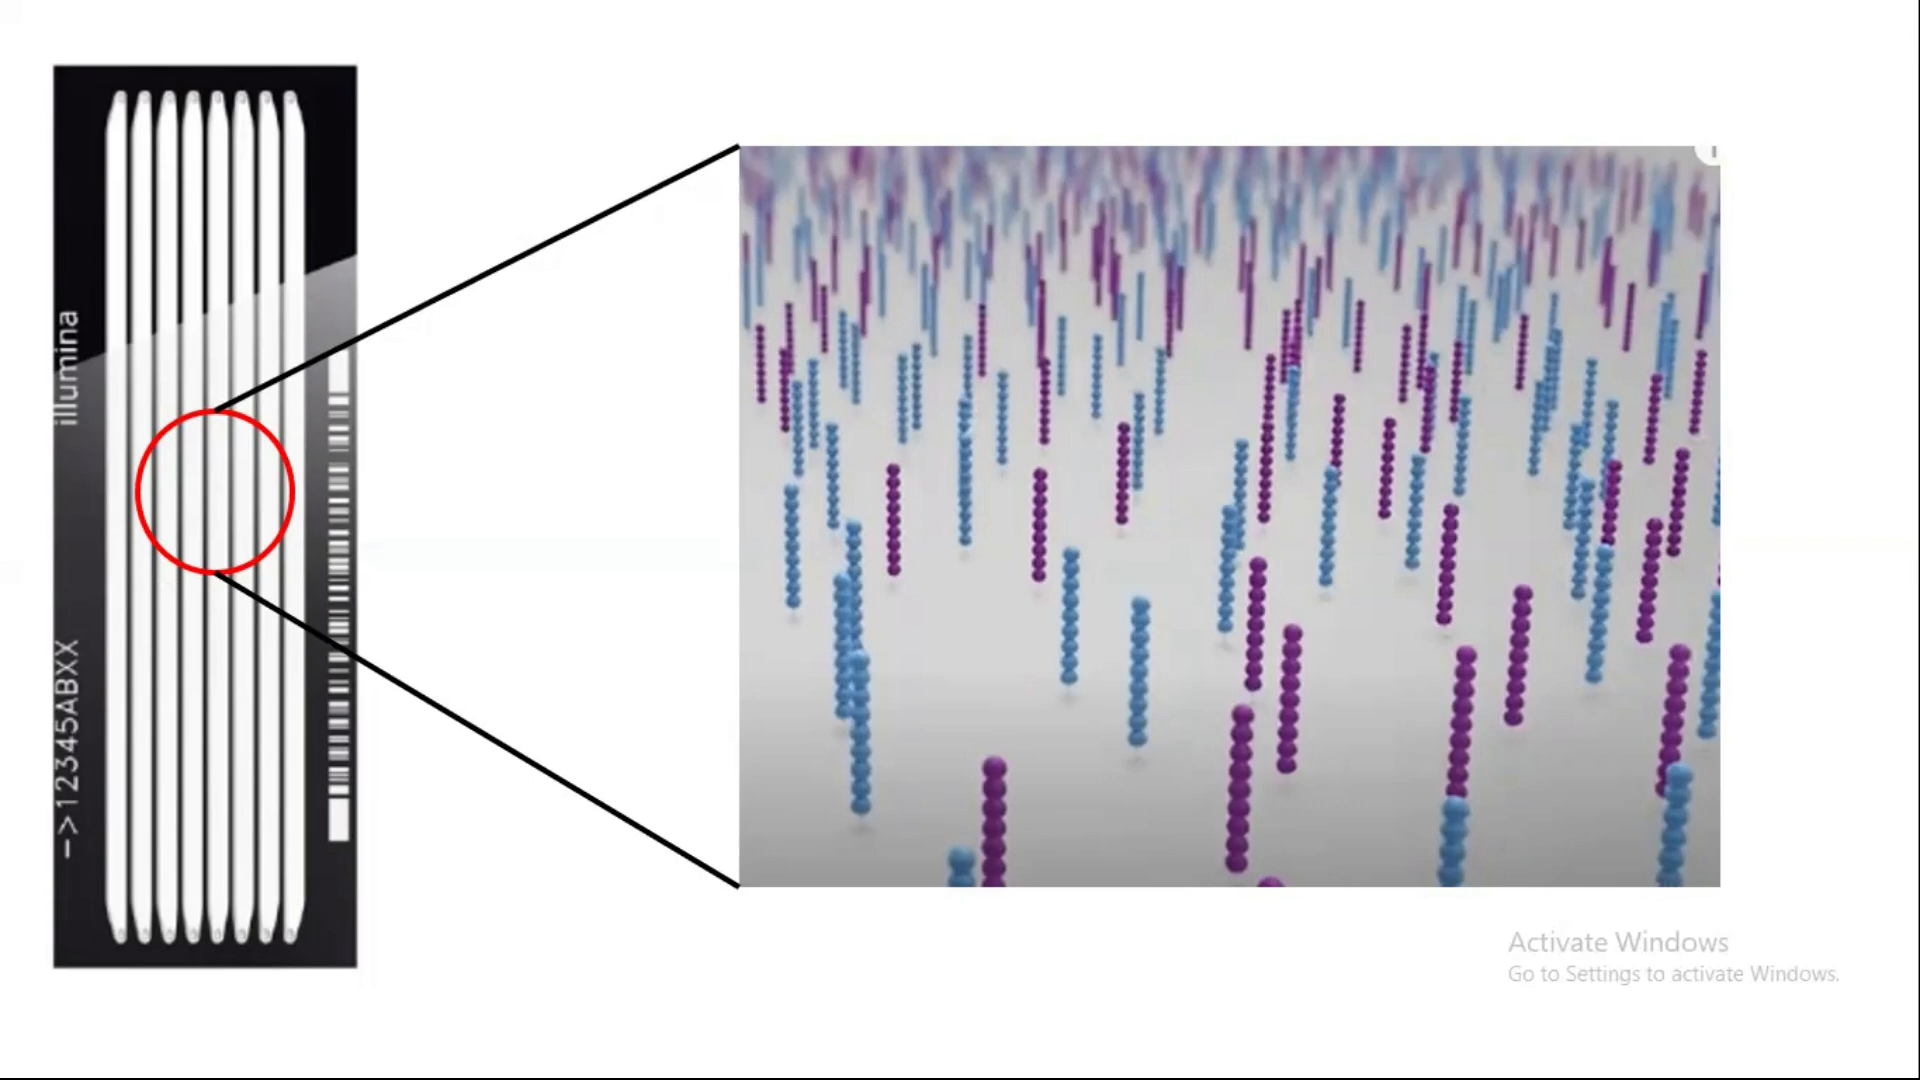 illumina
->12345ABXX
Activate Windows
Go to Settings to activate Windows.